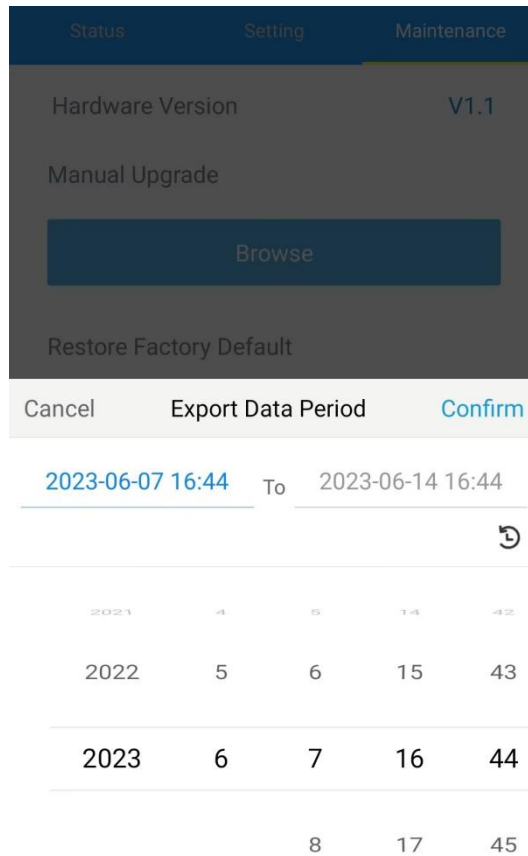 Status Setting Maintenance
Hardware Version V1.1
Manual Upgrade
Browse
Restore Factory Default
Cancel Export Data Period Confirm
2023-06-07 16:44 To 2023-06-14 16:44
2021 4 5 14 42
2022 5 6 15 43
2023 6 7 16 44
8 17 45